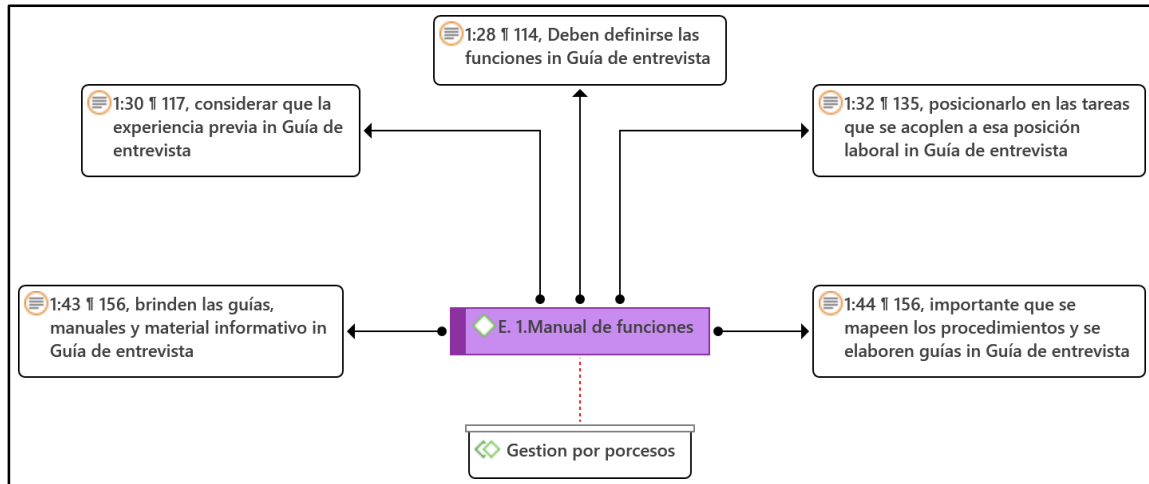 1:28 ¶ 114, Deben definirse las
funciones in Guía de entrevista
1:30 ¶ 117, considerar que la
experiencia previa in Guía de
entrevista
1:32 ¶ 135, posicionarlo en las tareas
que se acoplen a esa posición
laboral in Guía de entrevista
1:43 ¶ 156, brinden las guías,
manuales y material informativo in
Guía de entrevista
E. 1.Manual de funciones
1:44 ¶ 156, importante que se
mapeen los procedimientos y se
elaboren guías in Guía de entrevista
Gestion por porcesos